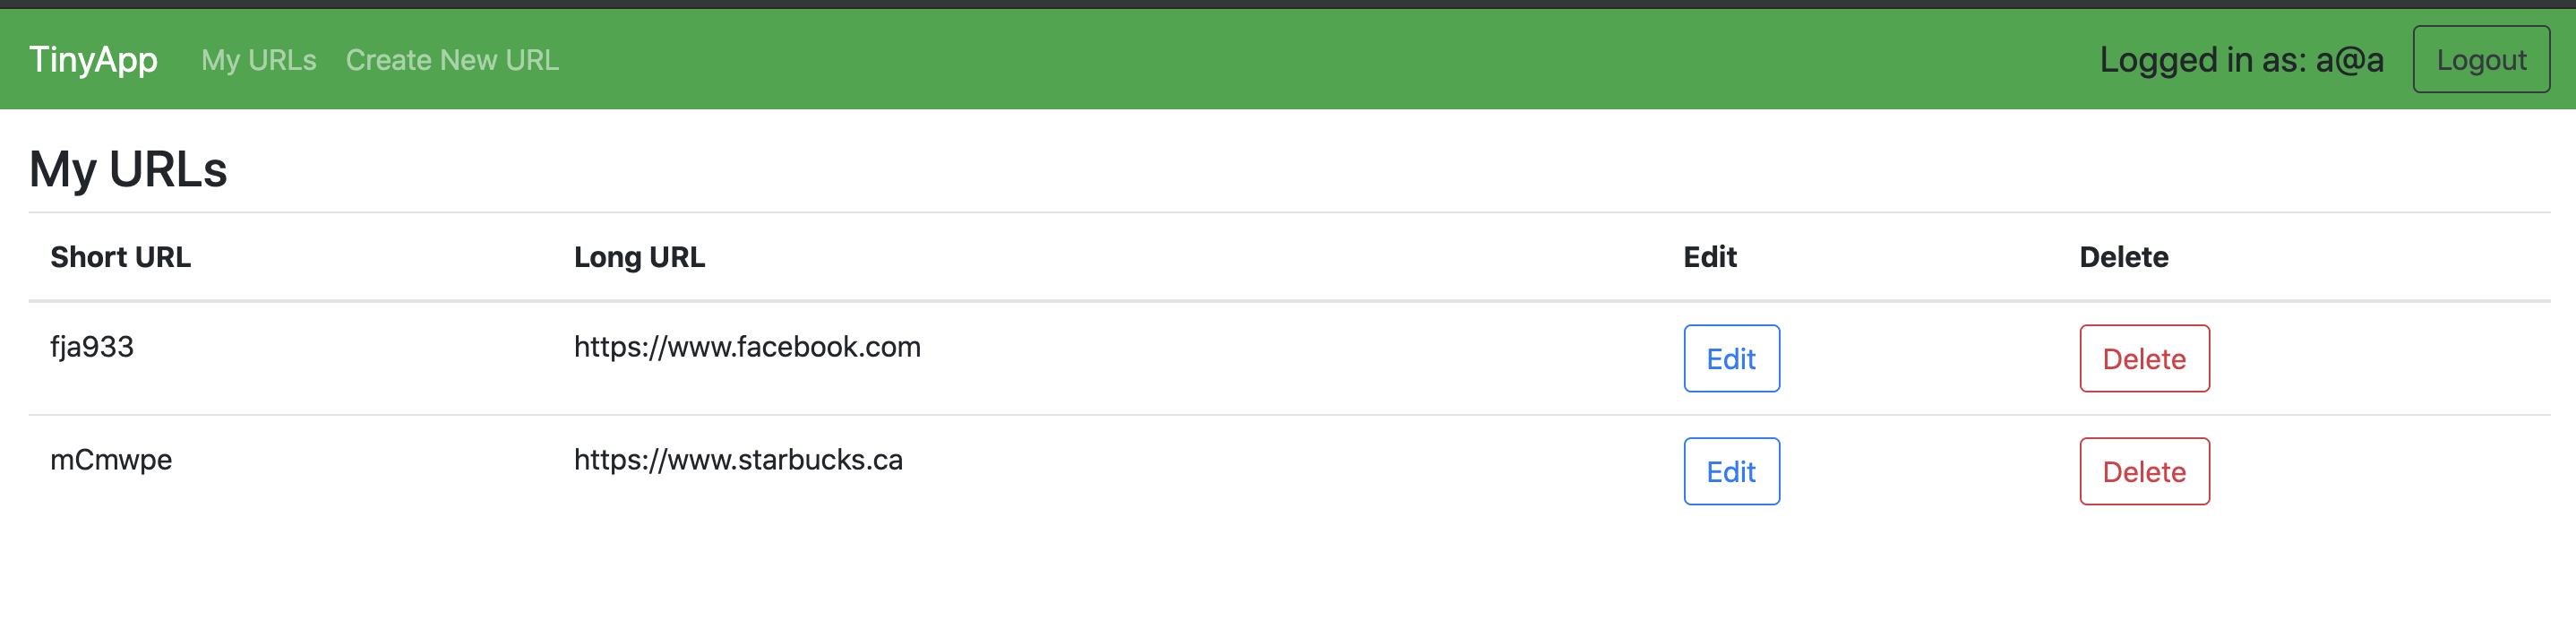 TinyApp My URLs Create New URL Logged in as: a@a Logout
My URLs
Short URL Long URL Edit Delete
fja933 https://www.facebook.com Edit Delete
mCmwpe https://www.starbucks.ca Edit Delete